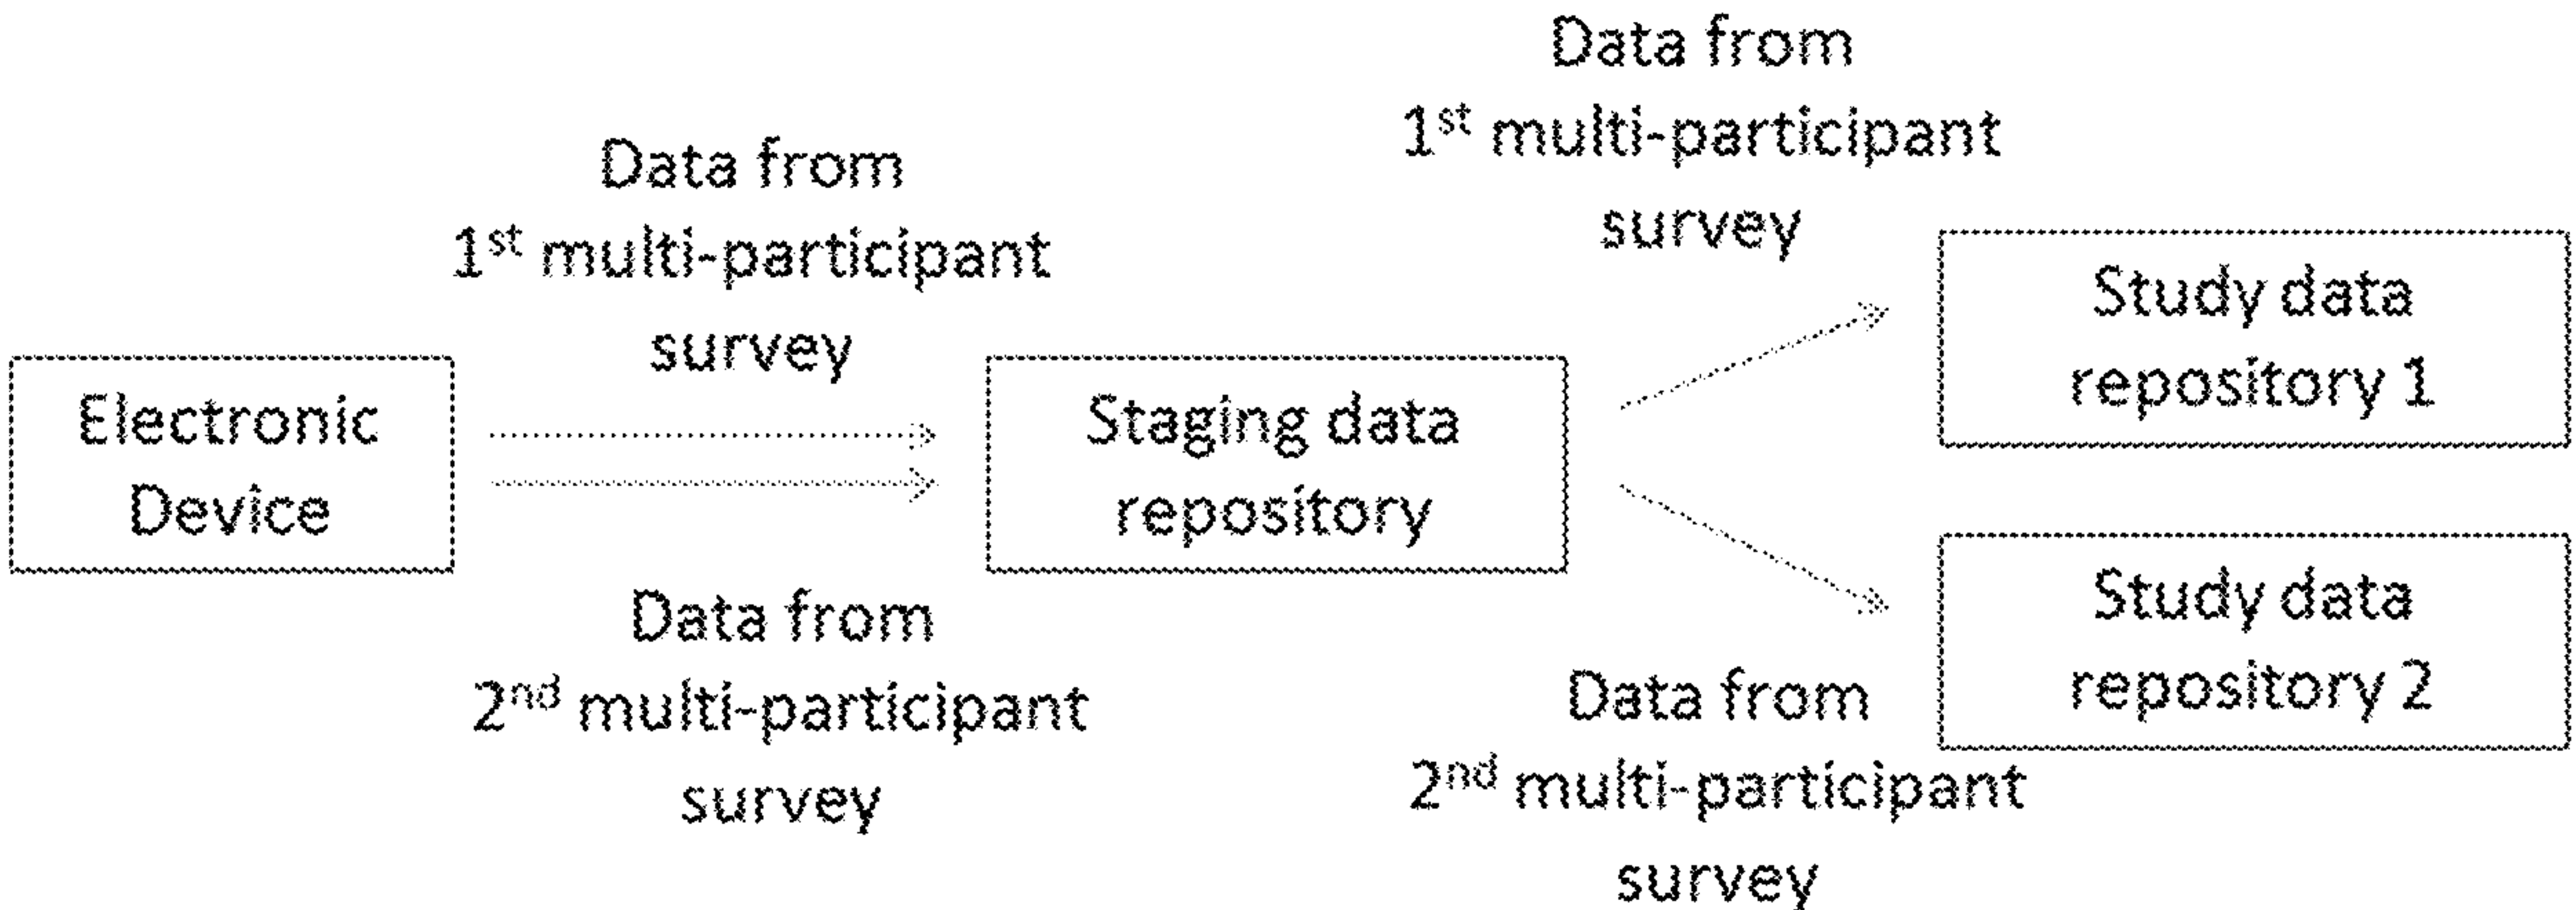 Data from
1st multi-participant
survey
Data from
1st multi-participant
survey
Electronic
Device
Staging data
repository
Study data
repository 1
Data from
2nd multi-participant
survey
Data from
2nd multi-participant
survey
Study data
repository 2